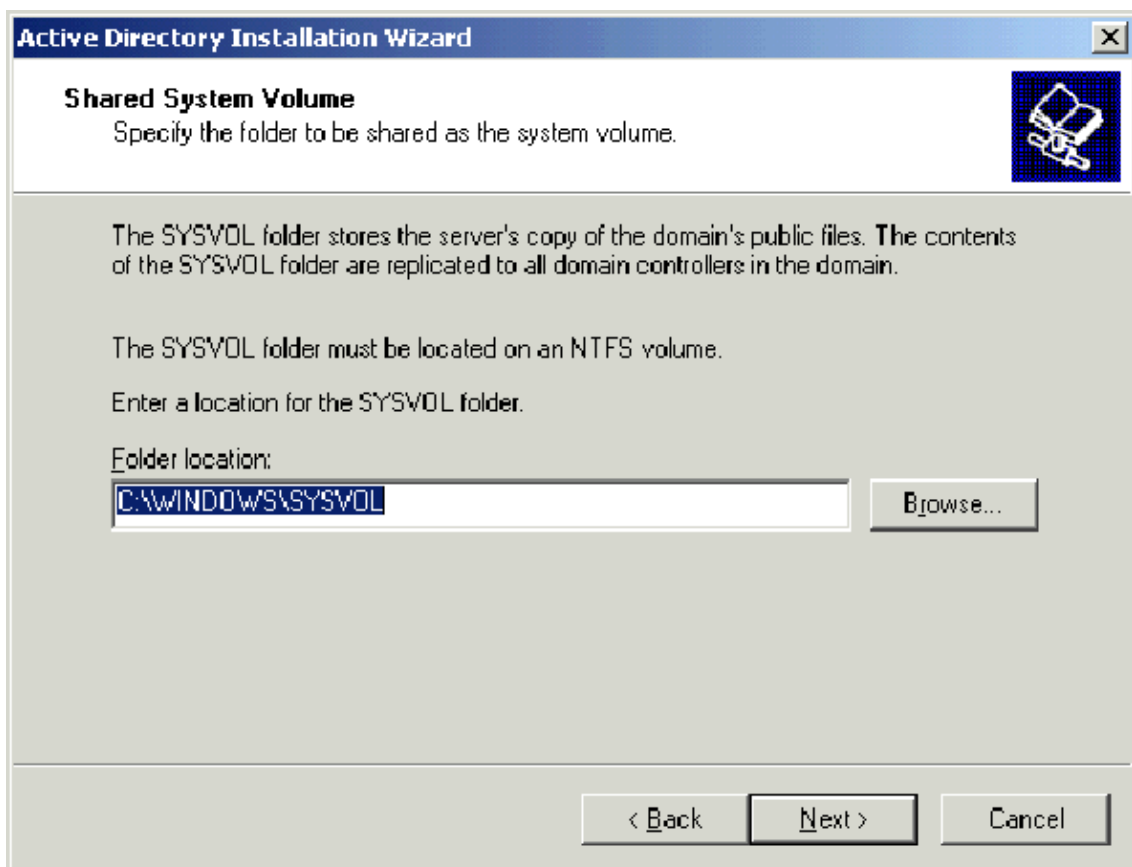 Active Directory Installation Wizard
Shared System Volume
Specify the folder to be shared as the system volume.
The SYSVOL folder stores the server's copy of the domain's public files. The contents
of the SYSVOL folder are replicated to all domain controllers in the domain.
The SYSVOL folder must be located on an NTFS volume.
Enter a location for the SYSVOL folder.
Folder location:
C:\WINDOWS\SYSVOL
Browse...
< Back Next > Cancel